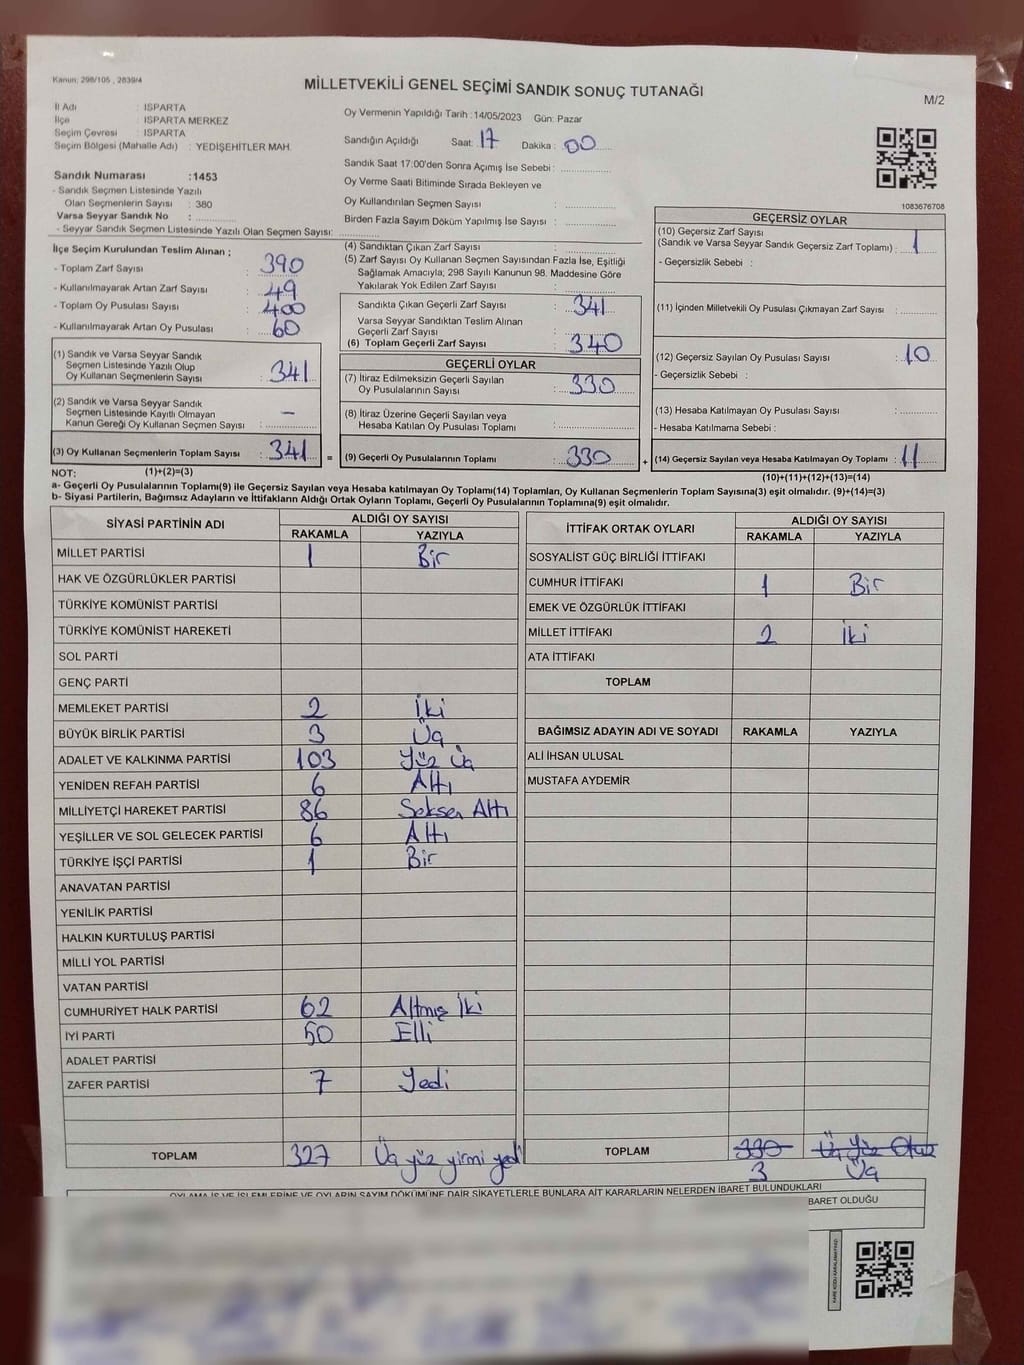 Kanun: 298/105 , 2839/4
MİLLETVEKİLİ GENEL SEÇİMİ SANDIK SONUÇ TUTANAĞI
M/2
İl Adı : ISPARTA
İlçe : ISPARTA MERKEZ
Seçim Çevresi : ISPARTA
Seçim Bölgesi (Mahalle Adı) : YEDİŞEHİTLER MAH.
Sandık Numarası :1453
- Sandık Seçmen Listesinde Yazılı
Olan Seçmenlerin Sayısı : 380
Varsa Seyyar Sandık No :
- Seyyar Sandık Seçmen Listesinde Yazılı Olan Seçmen Sayısı:
Oy Vermenin Yapıldığı Tarih :14/05/2023 Gün: Pazar
Sandığın Açıldığı Saat: 17 Dakika : 00
Sandık Saat 17:00'den Sonra Açımış İse Sebebi :
Oy Verme Saati Bitiminde Sırada Bekleyen ve
Oy Kullandırılan Seçmen Sayısı :
Birden Fazla Sayım Döküm Yapılmış İse Sayısı :
1083676708
İlçe Seçim Kurulundan Teslim Alınan ;
- Toplam Zarf Sayısı : 390
- Kullanılmayarak Artan Zarf Sayısı : 49
- Toplam Oy Pusulası Sayısı : 400
- Kullanılmayarak Artan Oy Pusulası : 60
(1) Sandık ve Varsa Seyyar Sandık
Seçmen Listesinde Yazılı Olup
Oy Kullanan Seçmenlerin Sayısı : 341
(2) Sandık ve Varsa Seyyar Sandık
Seçmen Listesinde Kayıtlı Olmayan
Kanun Gereği Oy Kullanan Seçmen Sayısı : -
(3) Oy Kullanan Seçmenlerin Toplam Sayısı : 341 =
(4) Sandıktan Çıkan Zarf Sayısı :
(5) Zarf Sayısı Oy Kullanan Seçmen Sayısından Fazla İse, Eşitliği
Sağlamak Amacıyla; 298 Sayılı Kanunun 98. Maddesine Göre
Yakılarak Yok Edilen Zarf Sayısı :
Sandıkta Çıkan Geçerli Zarf Sayısı : 341
Varsa Seyyar Sandıktan Teslim Alınan
Geçerli Zarf Sayısı :
(6) Toplam Geçerli Zarf Sayısı : 340
GEÇERLİ OYLAR
(7) İtiraz Edilmeksizin Geçerli Sayılan
Oy Pusulalarının Sayısı : 330
(8) İtiraz Üzerine Geçerli Sayılan veya
Hesaba Katılan Oy Pusulası Toplamı :
(9) Geçerli Oy Pusulalarının Toplamı : 330 +
GEÇERSİZ OYLAR
(10) Geçersiz Zarf Sayısı
(Sandık ve Varsa Seyyar Sandık Geçersiz Zarf Toplamı) : 1
- Geçersizlik Sebebi :
(11) İçinden Milletvekili Oy Pusulası Çıkmayan Zarf Sayısı :
(12) Geçersiz Sayılan Oy Pusulası Sayısı : 10
- Geçersizlik Sebebi :
(13) Hesaba Katılmayan Oy Pusulası Sayısı :
- Hesaba Katılmama Sebebi :
(14) Geçersiz Sayılan veya Hesaba Katılmayan Oy Toplamı : 11
NOT: (1)+(2)=(3) (10)+(11)+(12)+(13)=(14)
a- Geçerli Oy Pusulalarının Toplamı(9) ile Geçersiz Sayılan veya Hesaba katılmayan Oy Toplamı(14) Toplamları, Oy Kullanan Seçmenlerin Toplam Sayısına(3) eşit olmalıdır. (9)+(14)=(3)
b- Siyasi Partilerin, Bağımsız Adayların ve İttifakların Aldığı Ortak Oyların Toplamı, Geçerli Oy Pusulalarının Toplamına(9) eşit olmalıdır.
SİYASİ PARTİNİN ADI ALDIĞI OY SAYISI
RAKAMLA YAZIYLA
MİLLET PARTİSİ 1 Bir
HAK VE ÖZGÜRLÜKLER PARTİSİ
TÜRKİYE KOMÜNİST PARTİSİ
TÜRKİYE KOMÜNİST HAREKETİ
SOL PARTİ
GENÇ PARTİ
MEMLEKET PARTİSİ 2 İki
BÜYÜK BİRLİK PARTİSİ 3 Üç
ADALET VE KALKINMA PARTİSİ 103 Yüz Üç
YENİDEN REFAH PARTİSİ 6 Altı
MİLLİYETÇİ HAREKET PARTİSİ 86 Seksen Altı
YEŞİLLER VE SOL GELECEK PARTİSİ 6 Altı
TÜRKİYE İŞÇİ PARTİSİ 1 Bir
ANAVATAN PARTİSİ
YENİLİK PARTİSİ
HALKIN KURTULUŞ PARTİSİ
MİLLİ YOL PARTİSİ
VATAN PARTİSİ
CUMHURİYET HALK PARTİSİ 62 Altmış İki
İYİ PARTİ 50 Elli
ADALET PARTİSİ
ZAFER PARTİSİ 7 Yedi
TOPLAM 327 Üç yüz yirmi yedi
İTTİFAK ORTAK OYLARI ALDIĞI OY SAYISI
RAKAMLA YAZIYLA
SOSYALİST GÜÇ BİRLİĞİ İTTİFAKI
CUMHUR İTTİFAKI 1 Bir
EMEK VE ÖZGÜRLÜK İTTİFAKI
MİLLET İTTİFAKI 2 İki
ATA İTTİFAKI
TOPLAM
BAĞIMSIZ ADAYIN ADI VE SOYADI RAKAMLA YAZIYLA
ALİ İHSAN ULUSAL
MUSTAFA AYDEMİR
TOPLAM 330 Üç Yüz Otuz
3 Üç
OYLAMA İŞ VE İŞLEMLERİNE VE OYLARIN SAYIM DÖKÜMÜNE DAİR ŞİKAYETLERLE BUNLARA AİT KARARLARIN NELERDEN İBARET BULUNDUKLARI
BARET OLDUĞU